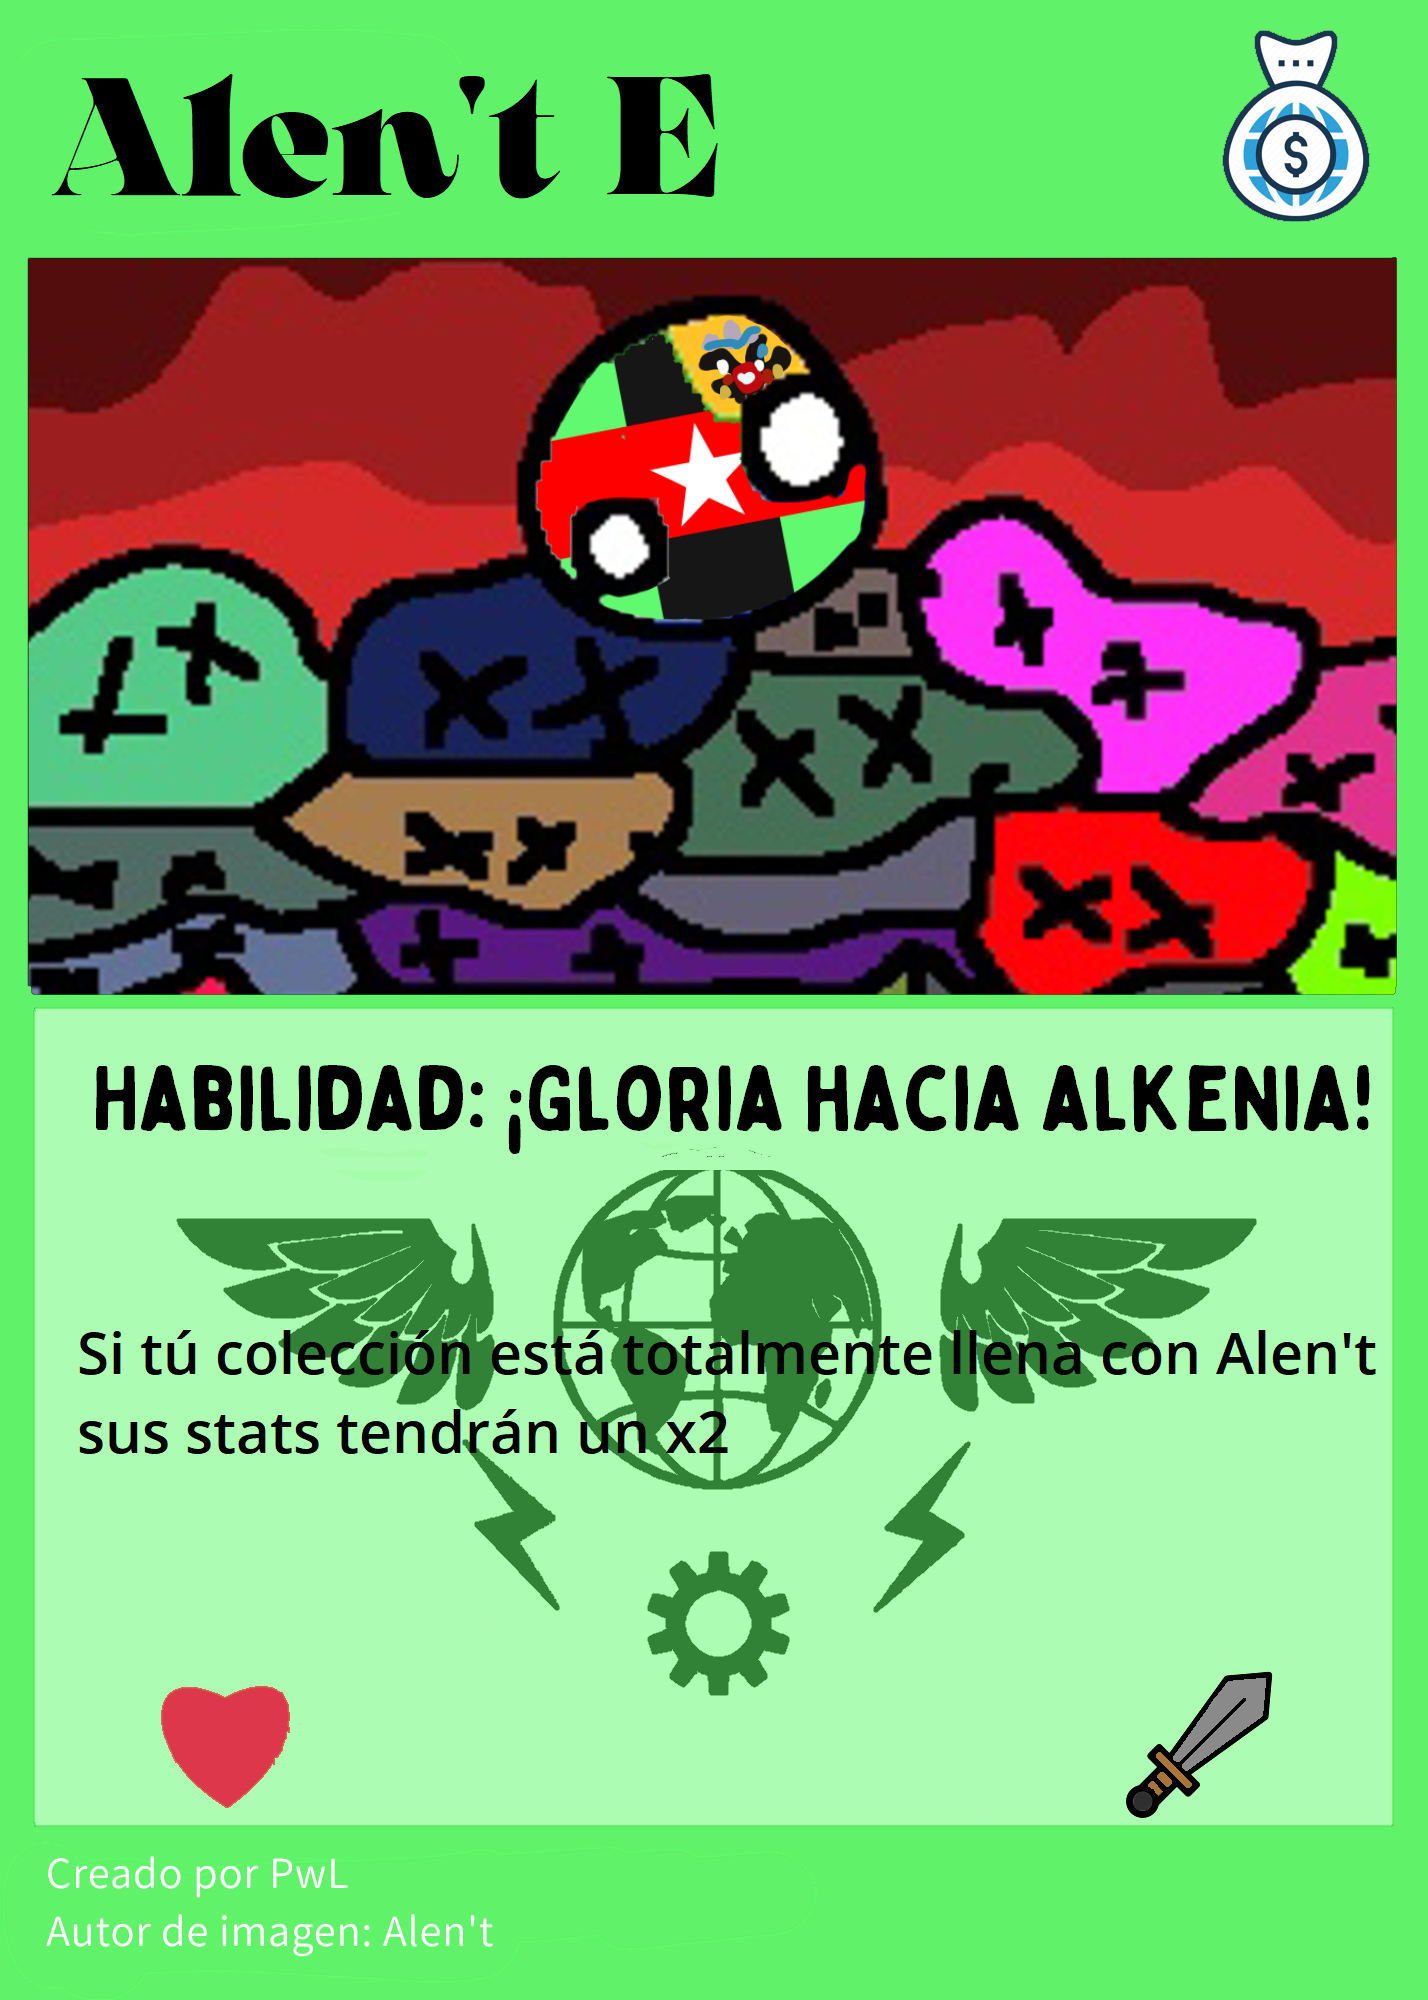 Alen't E
$
HABILIDAD: ¡GLORIA HACIA ALKENIA!
Si tú colección está totalmente llena con Alen't
sus stats tendrán un x2
Creado por PwL
Autor de imagen: Alen't